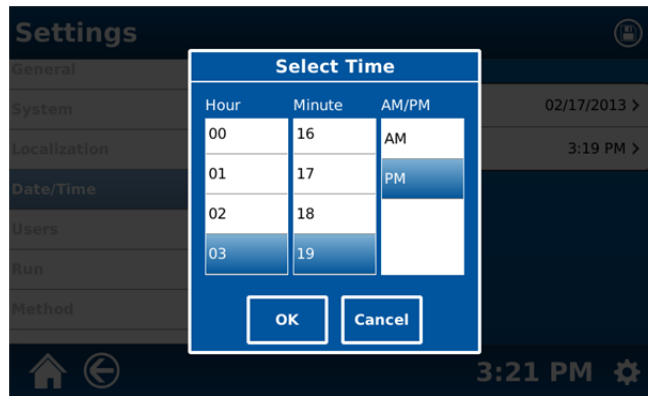 Settings
General
System
Localization
Date/Time
Users
Run
Method
02/17/2013 >
3:19 PM >
Select Time
Hour Minute AM/PM
00 16 AM
01 17 PM
02 18
03 19
OK Cancel
3:21 PM